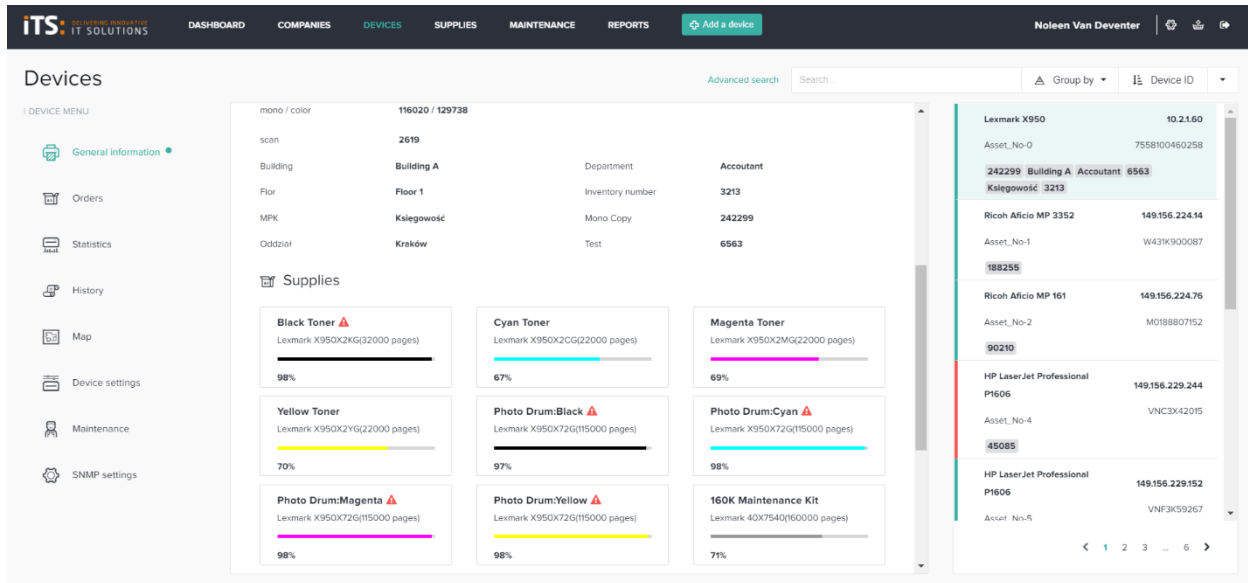 iTS: DELIVERING INNOVATIVE IT SOLUTIONS
DASHBOARD COMPANIES DEVICES SUPPLIES MAINTENANCE REPORTS Add a device
Noleen Van Deventer
Devices
Advanced search Search... Group by Device ID
DEVICE MENU
General information
Orders
Statistics
History
Map
Device settings
Maintenance
SNMP settings
mono / color 116020 / 129738
scan 2619
Building Building A Department Accoutant
Flor Floor 1 Inventory number 3213
MPK Księgowość Mono Copy 242299
Oddział Kraków Test 6563
Supplies
Black Toner
Lexmark X950X2KG(32000 pages)
98%
Cyan Toner
Lexmark X950X2CG(22000 pages)
67%
Magenta Toner
Lexmark X950X2MG(22000 pages)
69%
Yellow Toner
Lexmark X950X2YG(22000 pages)
70%
Photo Drum:Black
Lexmark X950X72G(115000 pages)
97%
Photo Drum:Cyan
Lexmark X950X72G(115000 pages)
98%
Photo Drum:Magenta
Lexmark X950X72G(115000 pages)
98%
Photo Drum:Yellow
Lexmark X950X72G(115000 pages)
98%
160K Maintenance Kit
Lexmark 40X7540(160000 pages)
71%
Lexmark X950 10.2.1.60
Asset_No-0 7558100460258
242299 Building A Accoutant 6563
Księgowość 3213
Ricoh Aficio MP 3352 149.156.224.14
Asset_No-1 W431K900087
188255
Ricoh Aficio MP 161 149.156.224.76
Asset_No-2 M0188807152
90210
HP LaserJet Professional
P1606 149.156.229.244
Asset_No-4 VNC3X42015
45085
HP LaserJet Professional
P1606 149.156.229.152
Asset_No-5 VNF3K59267
1 2 3 ... 6